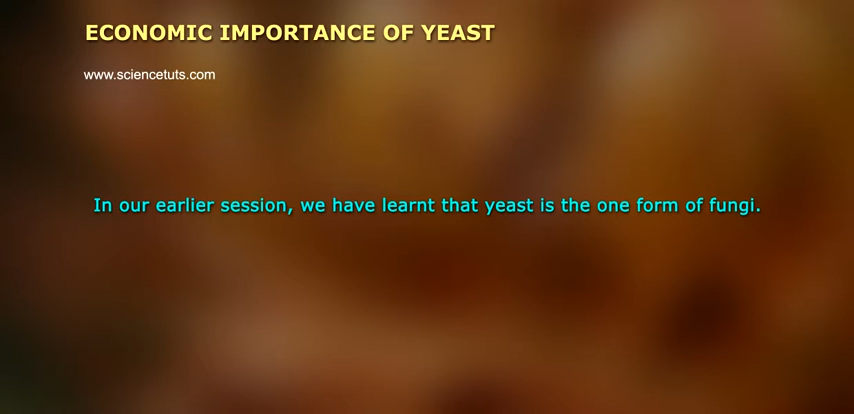 ECONOMIC IMPORTANCE OF YEAST
www.sciencetuts.com
In our earlier session, we have learnt that yeast is the one form of fungi.